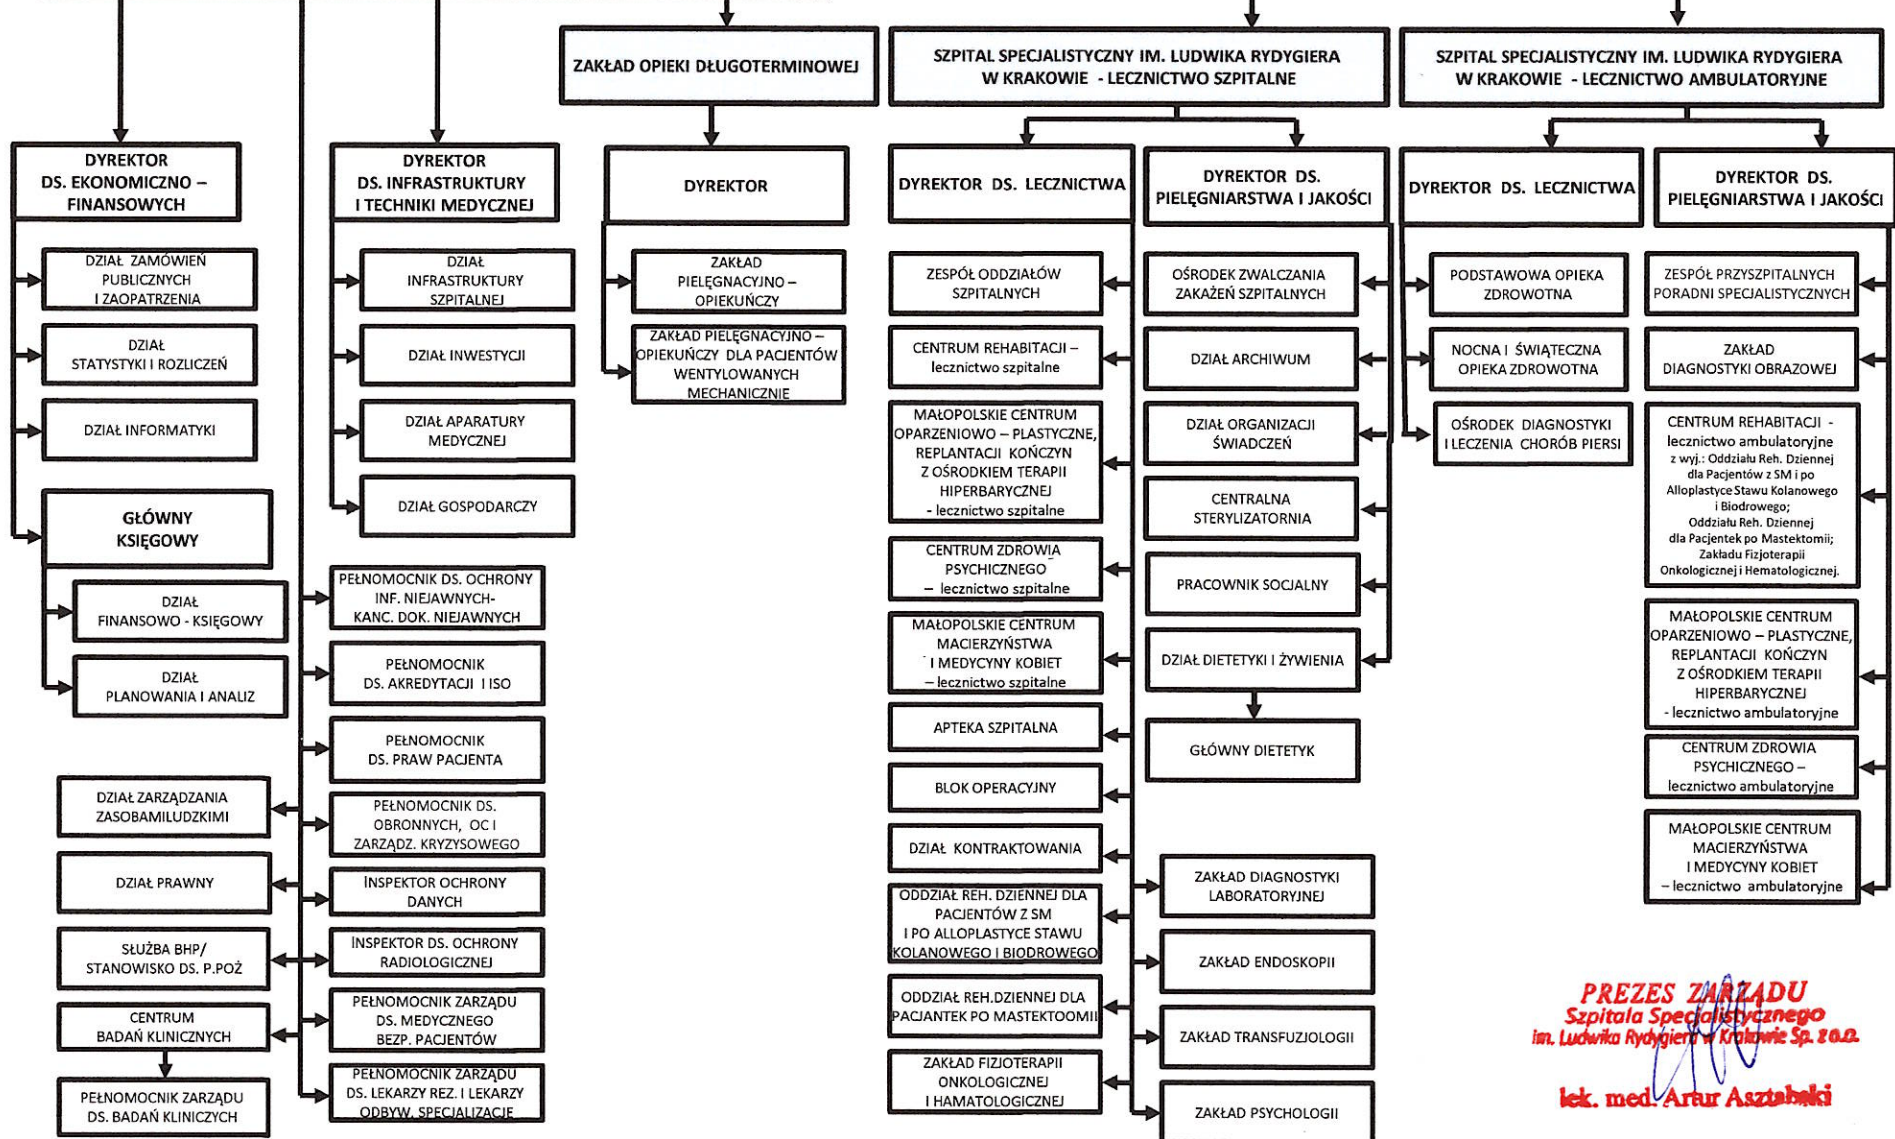 ZAKŁAD OPIEKI DŁUGOTERMINOWEJ
SZPITAL SPECJALISTYCZNY IM. LUDWIKA RYDYGIERA
W KRAKOWIE - LECZNICTWO SZPITALNE
SZPITAL SPECJALISTYCZNY IM. LUDWIKA RYDYGIERA
W KRAKOWIE - LECZNICTWO AMBULATORYJNE
DYREKTOR
DS. EKONOMICZNO –
FINANSOWYCH
DZIAŁ ZAMÓWIEŃ
PUBLICZNYCH
I ZAOPATRZENIA
DZIAŁ
STATYSTYKI I ROZLICZEŃ
DZIAŁ INFORMATYKI
GŁÓWNY
KSIĘGOWY
DZIAŁ
FINANSOWO - KSIĘGOWY
DZIAŁ
PLANOWANIA I ANALIZ
DZIAŁ ZARZĄDZANIA
ZASOBAMILUDZKIMI
DZIAŁ PRAWNY
SŁUŻBA BHP/
STANOWISKO DS. P.POŻ
CENTRUM
BADAŃ KLINICZNYCH
PEŁNOMOCNIK ZARZĄDU
DS. BADAŃ KLINICZYCH
DYREKTOR
DS. INFRASTRUKTURY
I TECHNIKI MEDYCZNEJ
DZIAŁ
INFRASTRUKTURY
SZPITALNEJ
DZIAŁ INWESTYCJI
DZIAŁ APARATURY
MEDYCZNEJ
DZIAŁ GOSPODARCZY
PEŁNOMOCNIK DS. OCHRONY
INF. NIEJAWNYCH-
KANC. DOK. NIEJAWNYCH
PEŁNOMOCNIK
DS. AKREDYTACJI I ISO
PEŁNOMOCNIK
DS. PRAW PACJENTA
PEŁNOMOCNIK DS.
OBRONNYCH, OC I
ZARZĄDZ. KRYZYSOWEGO
INSPEKTOR OCHRONY
DANYCH
INSPEKTOR DS. OCHRONY
RADIOLOGICZNEJ
PEŁNOMOCNIK ZARZĄDU
DS. MEDYCZNEGO
BEZP. PACJENTÓW
PEŁNOMOCNIK ZARZĄDU
DS. LEKARZY REZ. I LEKARZY
ODBYW. SPECJALIZACJE
DYREKTOR
ZAKŁAD
PIELĘGNACYJNO –
OPIEKUŃCZY
ZAKŁAD PIELĘGNACYJNO –
OPIEKUŃCZY DLA PACJENTÓW
WENTYLOWANYCH
MECHANICZNIE
DYREKTOR DS. LECZNICTWA
ZESPÓŁ ODDZIAŁÓW
SZPITALNYCH
CENTRUM REHABITACJI –
lecznictwo szpitalne
MAŁOPOLSKIE CENTRUM
OPARZENIOWO – PLASTYCZNE,
REPLANTACJI KOŃCZYN
Z OŚRODKIEM TERAPII
HIPERBARYCZNEJ
- lecznictwo szpitalne
CENTRUM ZDROWIA
PSYCHICZNEGO
– lecznictwo szpitalne
MAŁOPOLSKIE CENTRUM
MACIERZYŃSTWA
I MEDYCYNY KOBIET
– lecznictwo szpitalne
APTEKA SZPITALNA
BLOK OPERACYJNY
DZIAŁ KONTRAKTOWANIA
ODDZIAŁ REH. DZIENNEJ DLA
PACJENTÓW Z SM
I PO ALLOPLASTYCE STAWU
KOLANOWEGO I BIODROWEGO
ODDZIAŁ REH.DZIENNEJ DLA
PACJANTEK PO MASTEKTOOMII
ZAKŁAD FIZJOTERAPII
ONKOLOGICZNEJ
I HAMATOLOGICZNEJ
DYREKTOR DS.
PIELĘGNIARSTWA I JAKOŚCI
OŚRODEK ZWALCZANIA
ZAKAŻEŃ SZPITALNYCH
DZIAŁ ARCHIWUM
DZIAŁ ORGANIZACJI
ŚWIADCZEŃ
CENTRALNA
STERYLIZATORNIA
PRACOWNIK SOCJALNY
DZIAŁ DIETETYKI I ŻYWIENIA
GŁÓWNY DIETETYK
ZAKŁAD DIAGNOSTYKI
LABORATORYJNEJ
ZAKŁAD ENDOSKOPII
ZAKŁAD TRANSFUZJOLOGII
ZAKŁAD PSYCHOLOGII
DYREKTOR DS. LECZNICTWA
PODSTAWOWA OPIEKA
ZDROWOTNA
NOCNA I ŚWIĄTECZNA
OPIEKA ZDROWOTNA
OŚRODEK DIAGNOSTYKI
I LECZENIA CHORÓB PIERSI
DYREKTOR DS.
PIELĘGNIARSTWA I JAKOŚCI
ZESPÓŁ PRZYSZPITALNYCH
PORADNI SPECJALISTYCZNYCH
ZAKŁAD
DIAGNOSTYKI OBRAZOWEJ
CENTRUM REHABITACJI -
lecznictwo ambulatoryjne
z wyj.: Oddziału Reh. Dziennej
dla Pacjentów z SM i po
Alloplastyce Stawu Kolanowego
i Biodrowego;
Oddziału Reh. Dziennej
dla Pacjentek po Mastektomii;
Zakładu Fizjoterapii
Onkologicznej i Hematologicznej.
MAŁOPOLSKIE CENTRUM
OPARZENIOWO – PLASTYCZNE,
REPLANTACJI KOŃCZYN
Z OŚRODKIEM TERAPII
HIPERBARYCZNEJ
- lecznictwo ambulatoryjne
CENTRUM ZDROWIA
PSYCHICZNEGO –
lecznictwo ambulatoryjne
MAŁOPOLSKIE CENTRUM
MACIERZYŃSTWA
I MEDYCYNY KOBIET
– lecznictwo ambulatoryjne
PREZES ZARZĄDU
Szpitala Specjalistycznego
im. Ludwika Rydygiera w Krakowie Sp. z o.o.
lek. med. Artur Asztabski